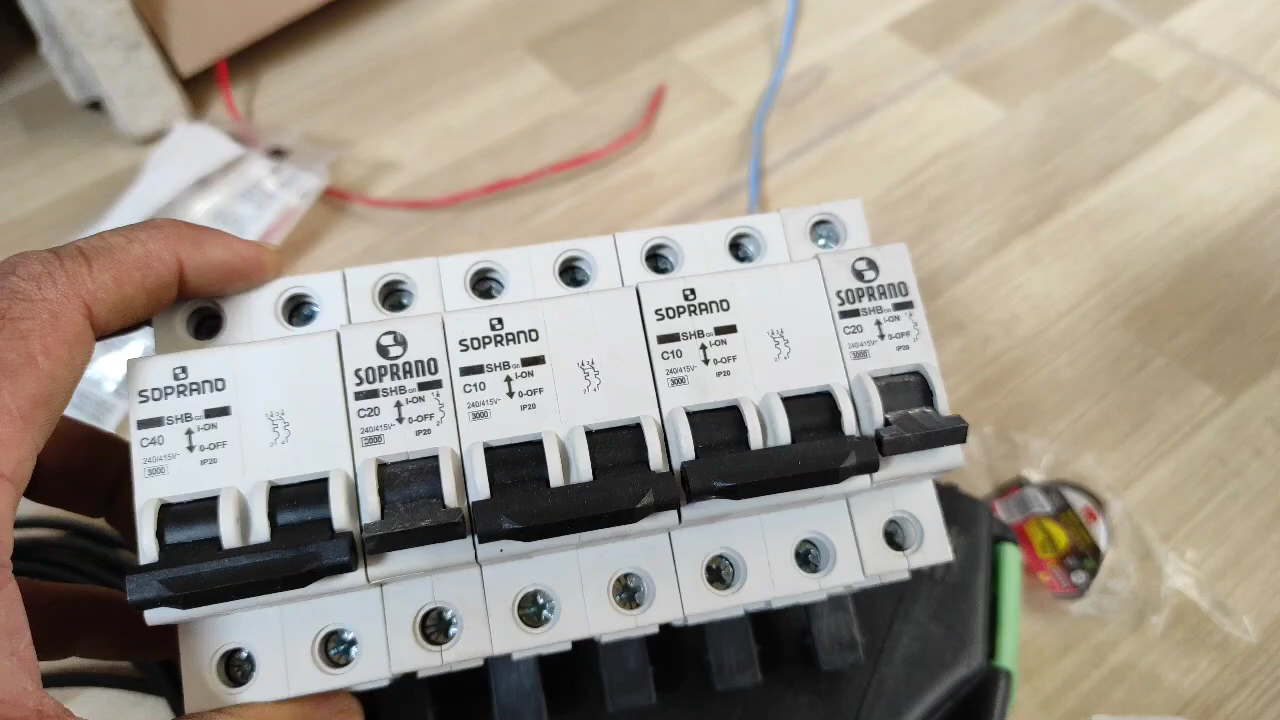 SOPRANO
SHB
C40
I-ON
0-OFF
240/415V~
3000
IP20
SOPRANO
SHB
C20
I-ON
0-OFF
240/415V~
3000
IP20
SOPRANO
SHB
C10
I-ON
0-OFF
240/415V~
3000
IP20
SOPRANO
SHB
C10
I-ON
0-OFF
240/415V~
3000
IP20
SOPRANO
SHB
C20
I-ON
0-OFF
240/415V~
3000
IP20